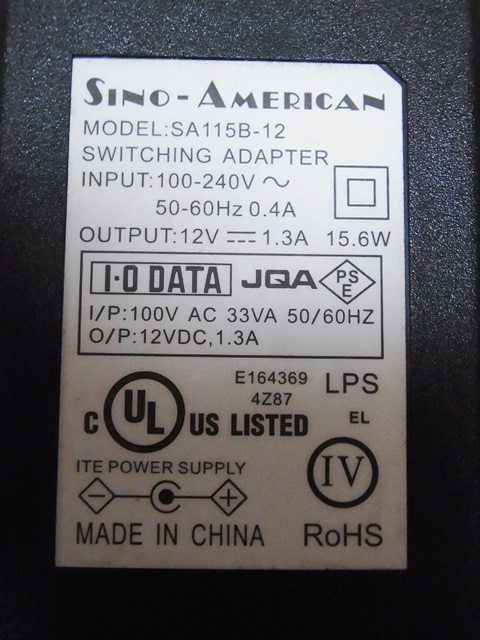 SINO-AMERICAN
MODEL:SA115B-12
SWITCHING ADAPTER
INPUT:100-240V ～
50-60Hz 0.4A
OUTPUT:12V ⎓ 1.3A 15.6W
I·O DATA JQA PS E
I/P:100V AC 33VA 50/60HZ
O/P:12VDC,1.3A
E164369 LPS
4Z87
EL
C UL US LISTED
IV
ITE POWER SUPPLY
− +
MADE IN CHINA RoHS